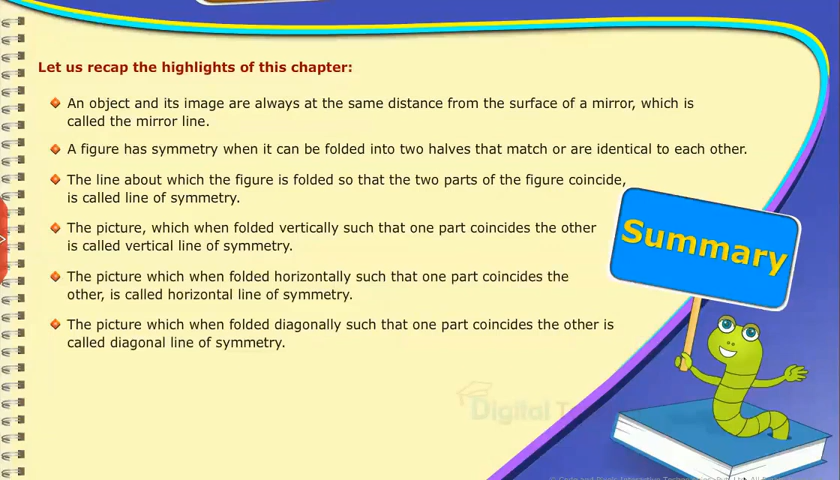 Let us recap the highlights of this chapter:
An object and its image are always at the same distance from the surface of a mirror, which is
called the mirror line.
A figure has symmetry when it can be folded into two halves that match or are identical to each other.
The line about which the figure is folded so that the two parts of the figure coincide,
is called line of symmetry.
The picture, which when folded vertically such that one part coincides the other
is called vertical line of symmetry.
The picture which when folded horizontally such that one part coincides the
other, is called horizontal line of symmetry.
The picture which when folded diagonally such that one part coincides the other is
called diagonal line of symmetry.
Summary
Digital